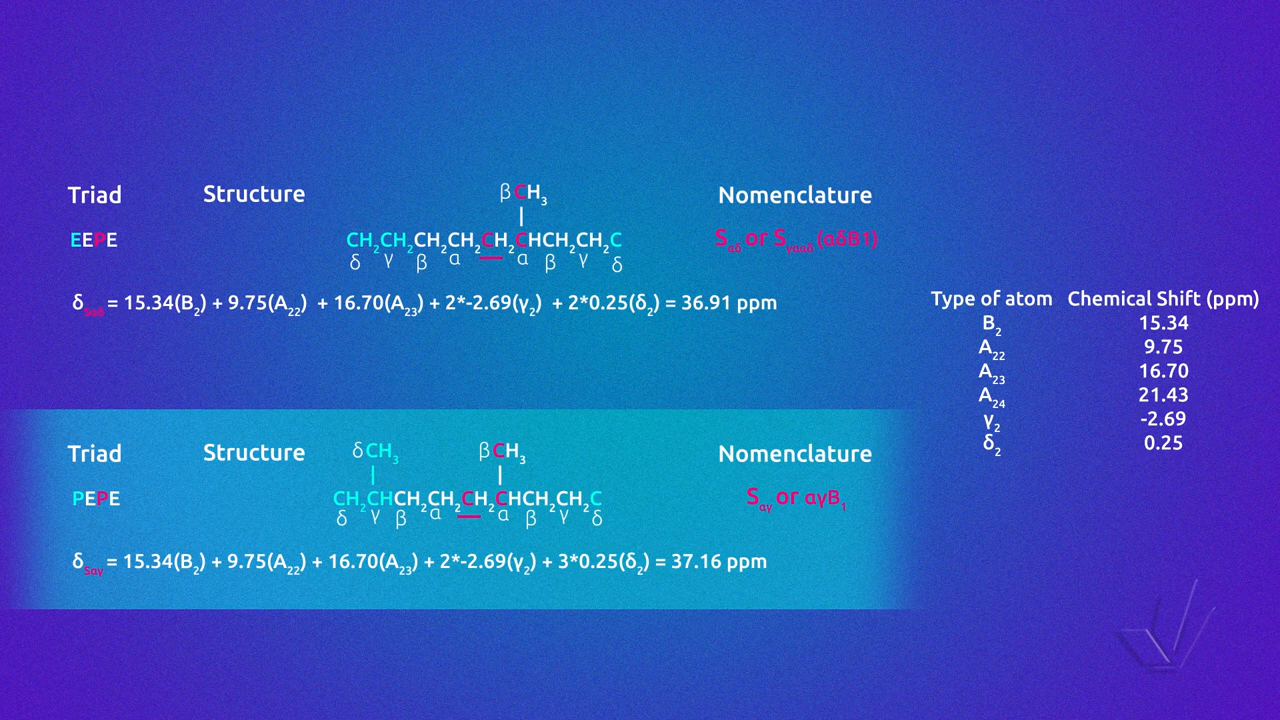 Triad Structure Nomenclature
βCH₃
EEPE CH₂CH₂CH₂CH₂CH₂CHCH₂CH₂C Sαδ or Sγααδ (αδB1)
δ γ β α α β γ δ
δSαδ = 15.34(B₂) + 9.75(A₂₂) + 16.70(A₂₃) + 2*-2.69(γ₂) + 2*0.25(δ₂) = 36.91 ppm
Type of atom Chemical Shift (ppm)
B₂ 15.34
A₂₂ 9.75
A₂₃ 16.70
A₂₄ 21.43
γ₂ -2.69
δ₂ 0.25
Triad Structure Nomenclature
δCH₃ βCH₃
PEPE CH₂CHCH₂CH₂CH₂CHCH₂CH₂C Sαγ or αγB₁
δ γ β α α β γ δ
δSαγ = 15.34(B₂) + 9.75(A₂₂) + 16.70(A₂₃) + 2*-2.69(γ₂) + 3*0.25(δ₂) = 37.16 ppm